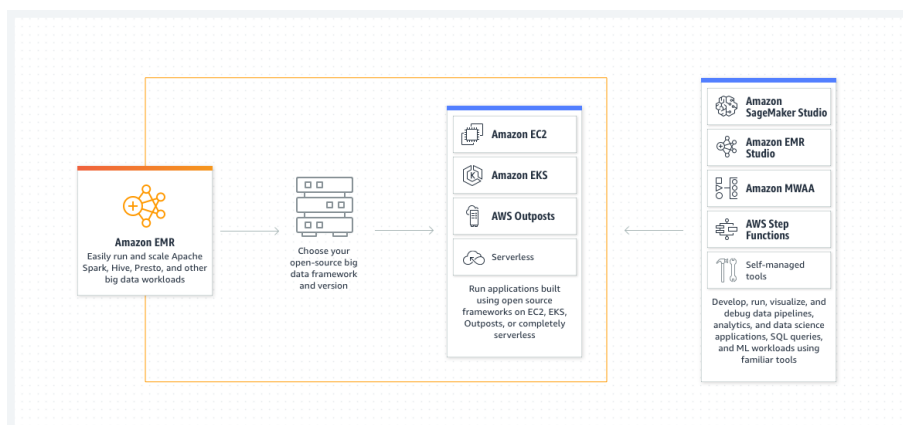 Amazon EMR
Easily run and scale Apache
Spark, Hive, Presto, and other
big data workloads
Choose your
open-source big
data framework
and version
Amazon EC2
Amazon EKS
AWS Outposts
Serverless
Run applications built
using open source
frameworks on EC2, EKS,
Outposts, or completely
serverless
Amazon
SageMaker Studio
Amazon EMR
Studio
Amazon MWAA
AWS Step
Functions
Self-managed
tools
Develop, run, visualize, and
debug data pipelines,
analytics, and data science
applications, SQL queries,
and ML workloads using
familiar tools